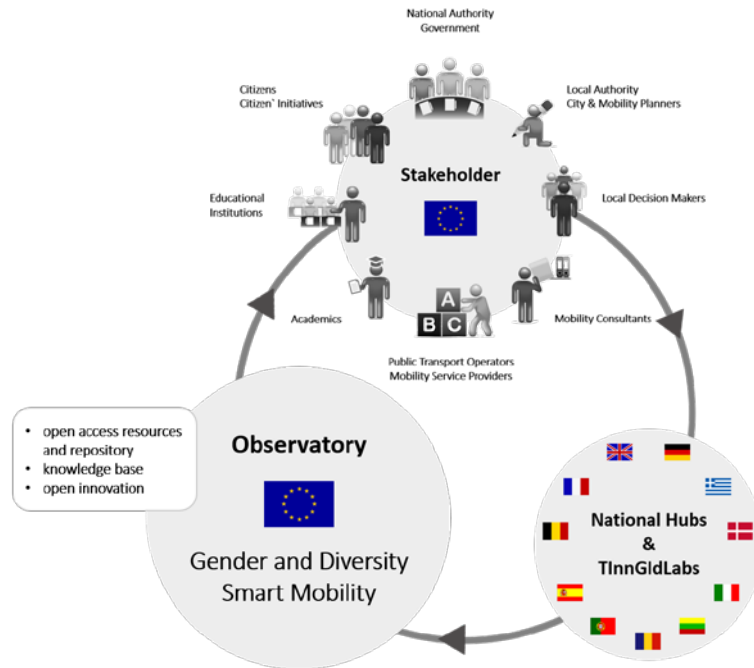 National Authority
Government
Citizens
Citizen` Initiatives
Local Authority
City & Mobility Planners
Stakeholder
Educational
Institutions
Local Decision Makers
Academics
A
B C
Mobility Consultants
Public Transport Operators
Mobility Service Providers
• open access resources
and repository
• knowledge base
• open innovation
Observatory
Gender and Diversity
Smart Mobility
National Hubs
&
TInnGIdLabs